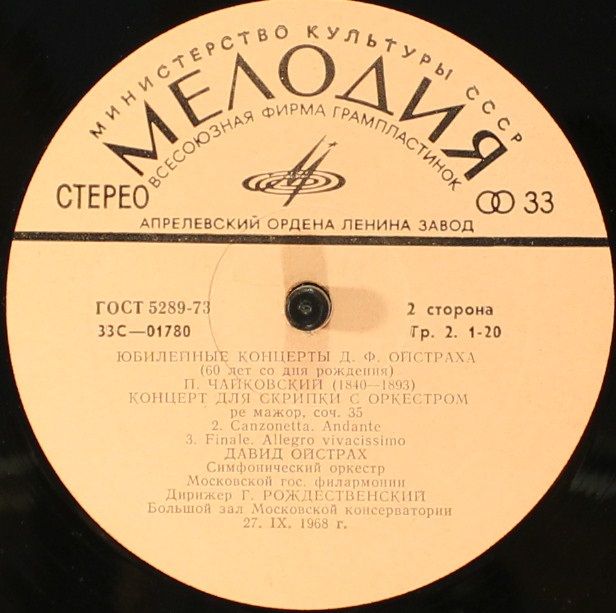 МИНИСТЕРСТВО КУЛЬТУРЫ СССР
МЕЛОДИЯ
ВСЕСОЮЗНАЯ ФИРМА ГРАМПЛАСТИНОК
СТЕРЕО
33
АПРЕЛЕВСКИЙ ОРДЕНА ЛЕНИНА ЗАВОД
ГОСТ 5289-73
2 сторона
33С—01780
Гр. 2. 1-20
ЮБИЛЕЙНЫЕ КОНЦЕРТЫ Д. Ф. ОЙСТРАХА
(60 лет со дня рождения)
П. ЧАЙКОВСКИЙ (1840—1893)
КОНЦЕРТ ДЛЯ СКРИПКИ С ОРКЕСТРОМ
ре мажор, соч. 35
2. Canzonetta. Andante
3. Finale. Allegro vivacissimo
ДАВИД ОЙСТРАХ
Симфонический оркестр
Московской гос. филармонии
Дирижер Г. РОЖДЕСТВЕНСКИЙ
Большой зал Московской консерватории
27. IX. 1968 г.